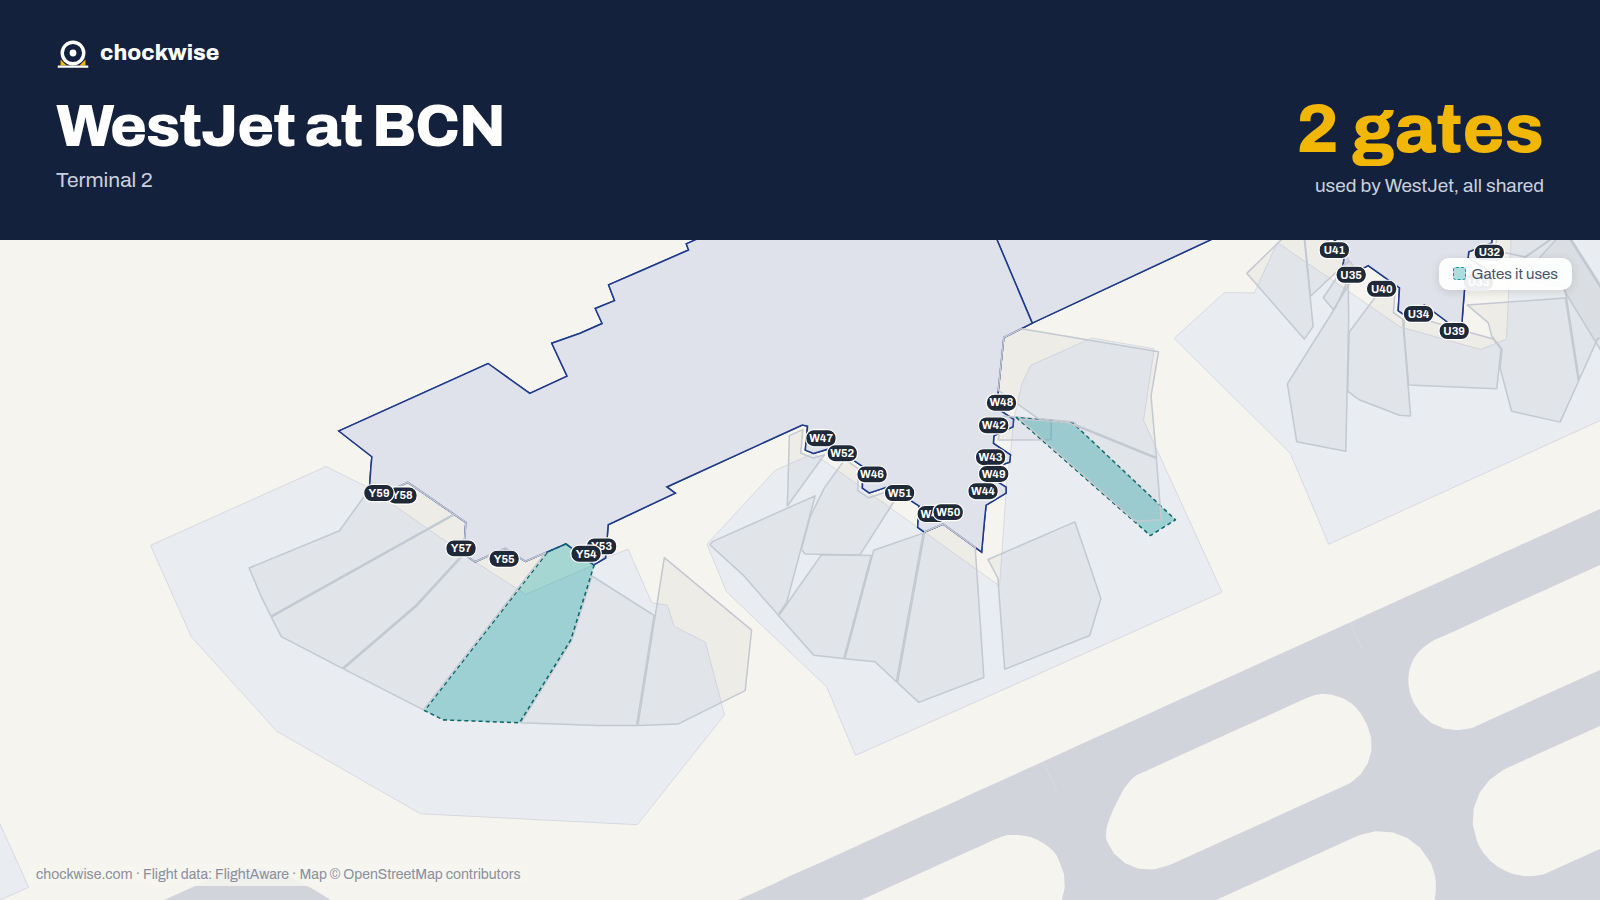 chockwise
WestJet at BCN
Terminal 2
2 gates
used by WestJet, all shared
U41
U32
U35
Gates it uses
U40
U34
U39
W48
W42
W47
W52
W43
W46
W49
W44
W51
W50
Y59
Y58
Y57
Y55
Y53
Y54
chockwise.com · Flight data: FlightAware · Map © OpenStreetMap contributors